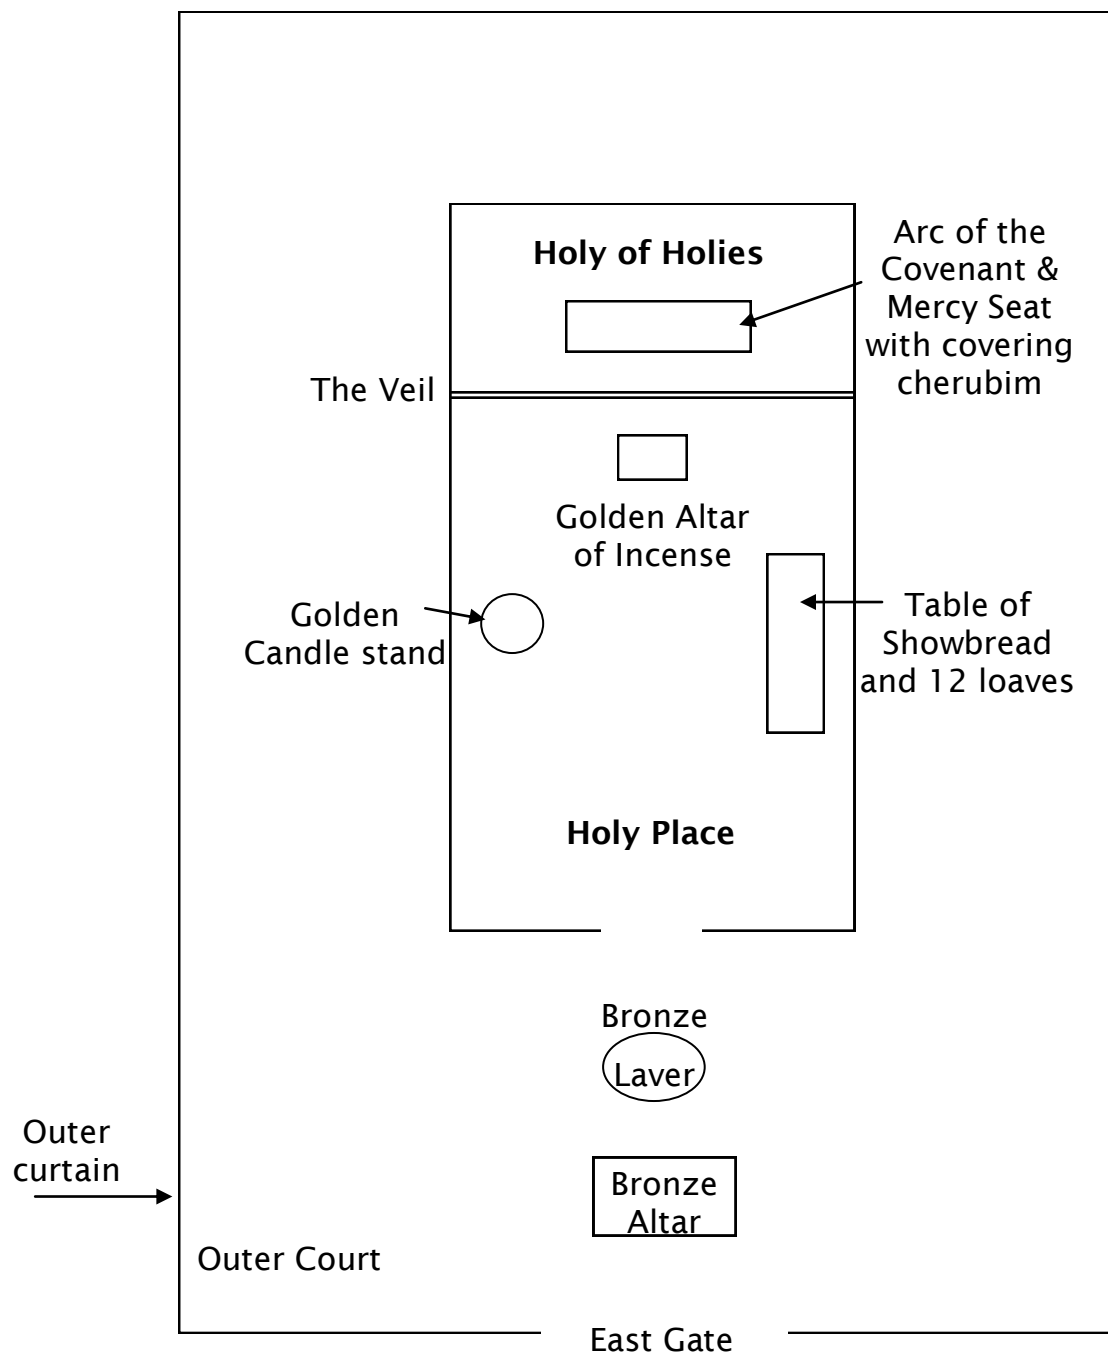 Holy of Holies
Arc of the
Covenant &
Mercy Seat
with covering
cherubim
The Veil
Golden Altar
of Incense
Golden
Candle stand
Table of
Showbread
and 12 loaves
Holy Place
Bronze
Laver
Outer
curtain
Bronze
Altar
Outer Court
East Gate